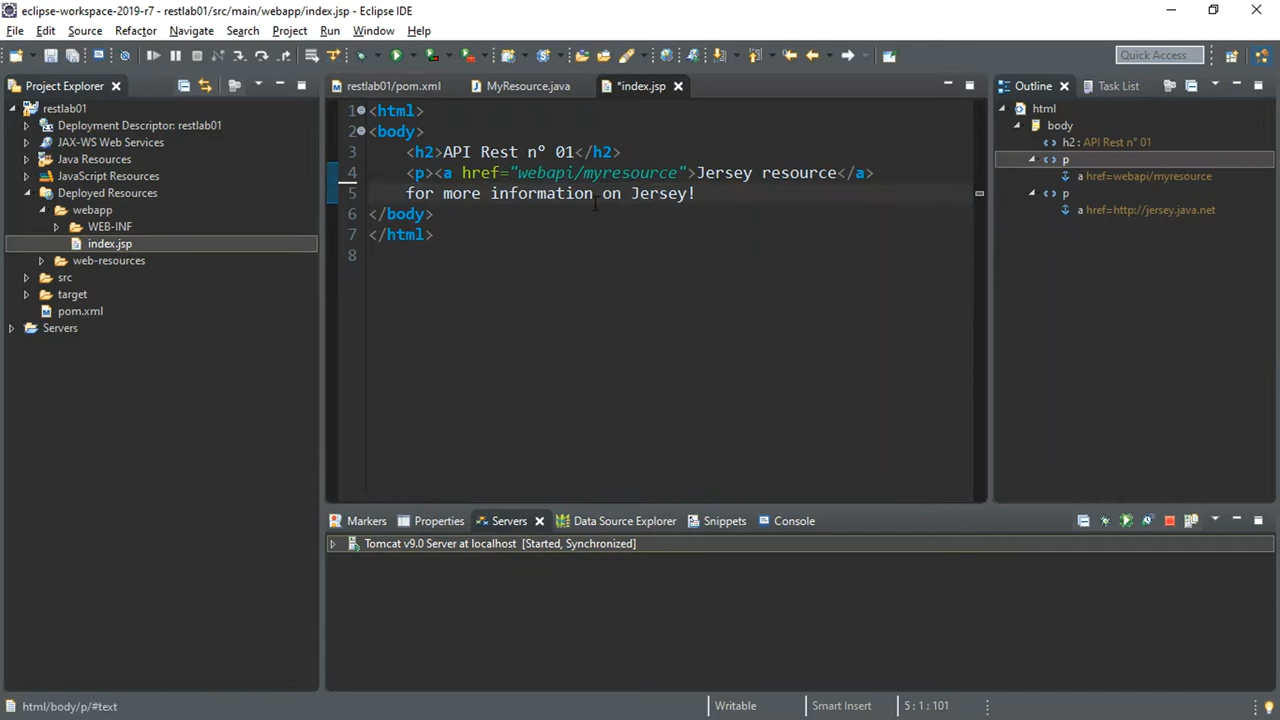 eclipse-workspace-2019-r7 - restlab01/src/main/webapp/index.jsp - Eclipse IDE
File Edit Source Refactor Navigate Search Project Run Window Help
Quick Access
Project Explorer
restlab01
Deployment Descriptor: restlab01
JAX-WS Web Services
Java Resources
JavaScript Resources
Deployed Resources
webapp
WEB-INF
index.jsp
web-resources
src
target
pom.xml
Servers
restlab01/pom.xml MyResource.java *index.jsp
1 <html>
2 <body>
3 <h2>API Rest n° 01</h2>
4 <p><a href="webapi/myresource">Jersey resource</a>
5 for more information on Jersey!
6 </body>
7 </html>
8
Outline Task List
html
body
h2 : API Rest n° 01
p
a href=webapi/myresource
p
a href=http://jersey.java.net
Markers Properties Servers Data Source Explorer Snippets Console
Tomcat v9.0 Server at localhost [Started, Synchronized]
html/body/p/#text Writable Smart Insert 5 : 1 : 101